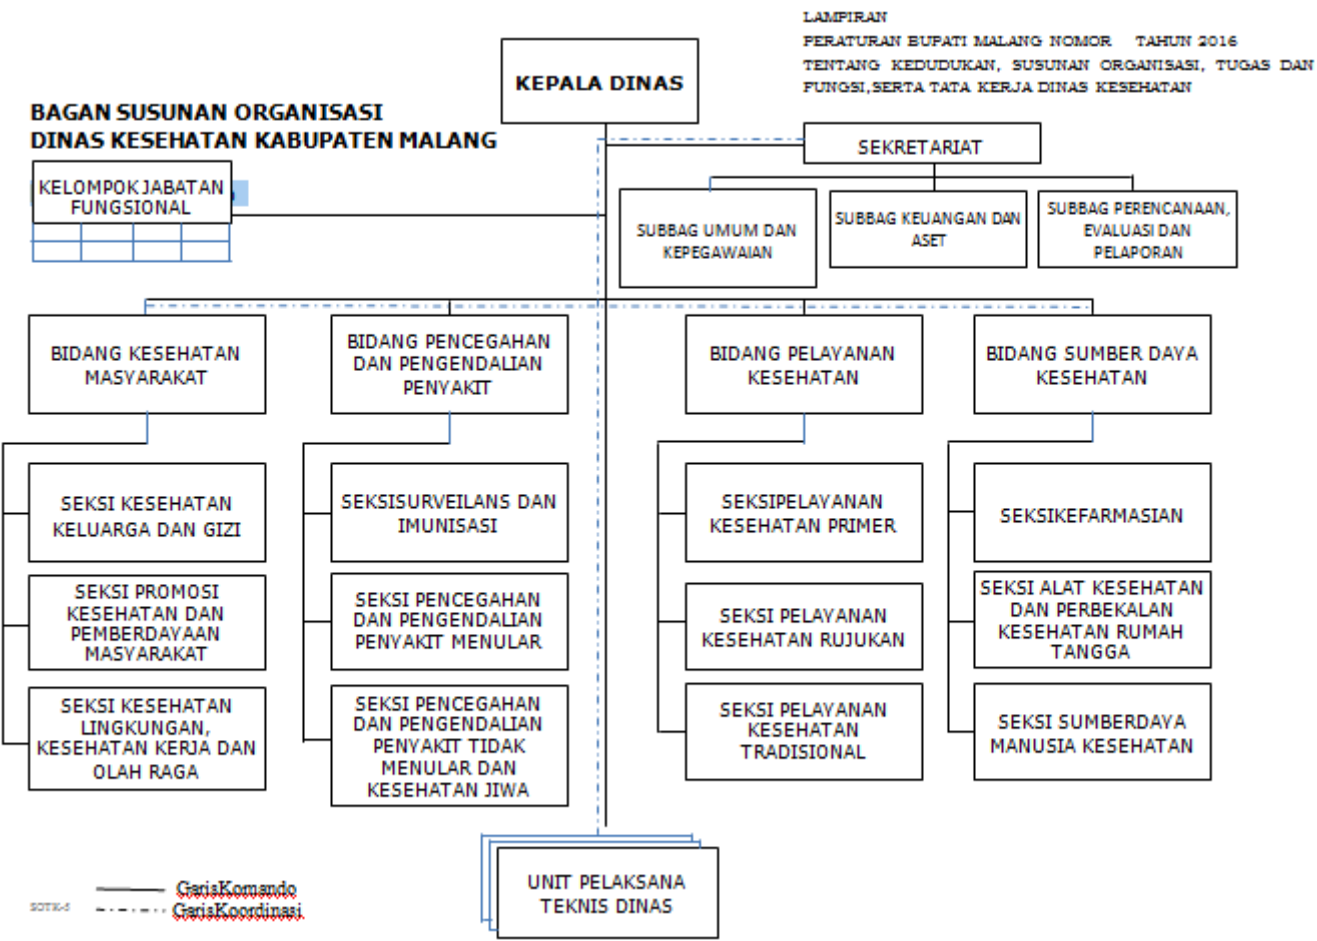 LAMPIRAN
PERATURAN BUPATI MALANG NOMOR TAHUN 2016
TENTANG KEDUDUKAN, SUSUNAN ORGANISASI, TUGAS DAN
FUNGSI,SERTA TATA KERJA DINAS KESEHATAN
KEPALA DINAS
BAGAN SUSUNAN ORGANISASI
DINAS KESEHATAN KABUPATEN MALANG
SEKRETARIAT
KELOMPOK JABATAN
FUNGSIONAL
SUBBAG UMUM DAN
KEPEGAWAIAN
SUBBAG KEUANGAN DAN
ASET
SUBBAG PERENCANAAN,
EVALUASI DAN
PELAPORAN
BIDANG KESEHATAN
MASYARAKAT
BIDANG PENCEGAHAN
DAN PENGENDALIAN
PENYAKIT
BIDANG PELAYANAN
KESEHATAN
BIDANG SUMBER DAYA
KESEHATAN
SEKSI KESEHATAN
KELUARGA DAN GIZI
SEKSISURVEILANS DAN
IMUNISASI
SEKSIPELAYANAN
KESEHATAN PRIMER
SEKSIKEFARMASIAN
SEKSI PROMOSI
KESEHATAN DAN
PEMBERDAYAAN
MASYARAKAT
SEKSI PENCEGAHAN
DAN PENGENDALIAN
PENYAKIT MENULAR
SEKSI PELAYANAN
KESEHATAN RUJUKAN
SEKSI ALAT KESEHATAN
DAN PERBEKALAN
KESEHATAN RUMAH
TANGGA
SEKSI KESEHATAN
LINGKUNGAN,
KESEHATAN KERJA DAN
OLAH RAGA
SEKSI PENCEGAHAN
DAN PENGENDALIAN
PENYAKIT TIDAK
MENULAR DAN
KESEHATAN JIWA
SEKSI PELAYANAN
KESEHATAN
TRADISIONAL
SEKSI SUMBERDAYA
MANUSIA KESEHATAN
UNIT PELAKSANA
TEKNIS DINAS
GarisKomando
SOTK-5
GarisKoordinasi